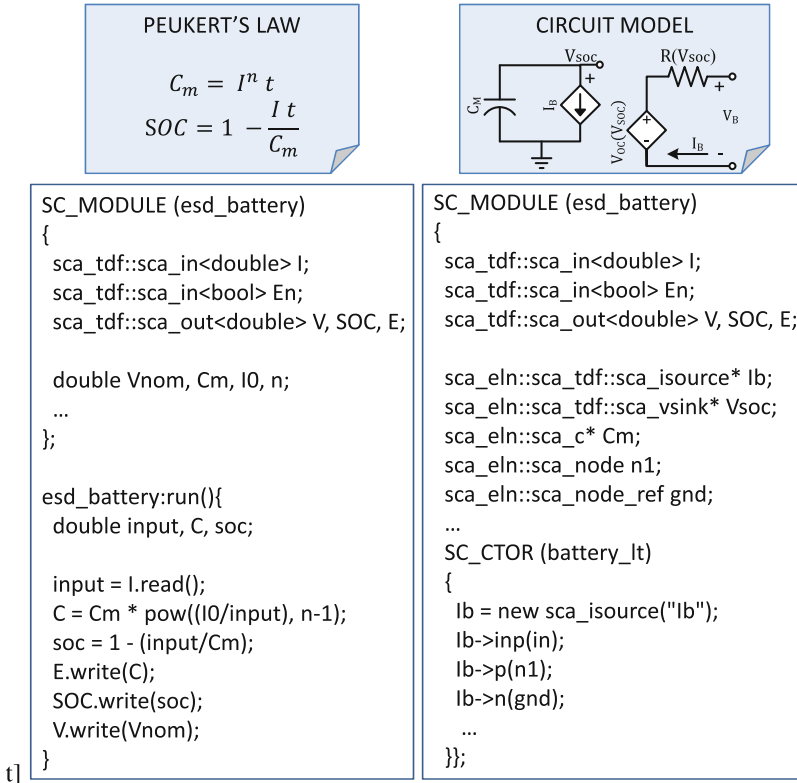 PEUKERT'S LAW
C_m = I^n t
SOC = 1 − I t / C_m
CIRCUIT MODEL
R(Vsoc)
Vsoc
+
+
C_M
I_B
V_OC(V_SOC)
+
-
V_B
I_B
-
SC_MODULE (esd_battery)
{
sca_tdf::sca_in<double> I;
sca_tdf::sca_in<bool> En;
sca_tdf::sca_out<double> V, SOC, E;
double Vnom, Cm, I0, n;
...
};
esd_battery:run(){
double input, C, soc;
input = I.read();
C = Cm * pow((I0/input), n-1);
soc = 1 - (input/Cm);
E.write(C);
SOC.write(soc);
V.write(Vnom);
}
t]
SC_MODULE (esd_battery)
{
sca_tdf::sca_in<double> I;
sca_tdf::sca_in<bool> En;
sca_tdf::sca_out<double> V, SOC, E;
sca_eln::sca_tdf::sca_isource* Ib;
sca_eln::sca_tdf::sca_vsink* Vsoc;
sca_eln::sca_c* Cm;
sca_eln::sca_node n1;
sca_eln::sca_node_ref gnd;
...
SC_CTOR (battery_lt)
{
Ib = new sca_isource("Ib");
Ib->inp(in);
Ib->p(n1);
Ib->n(gnd);
...
}};